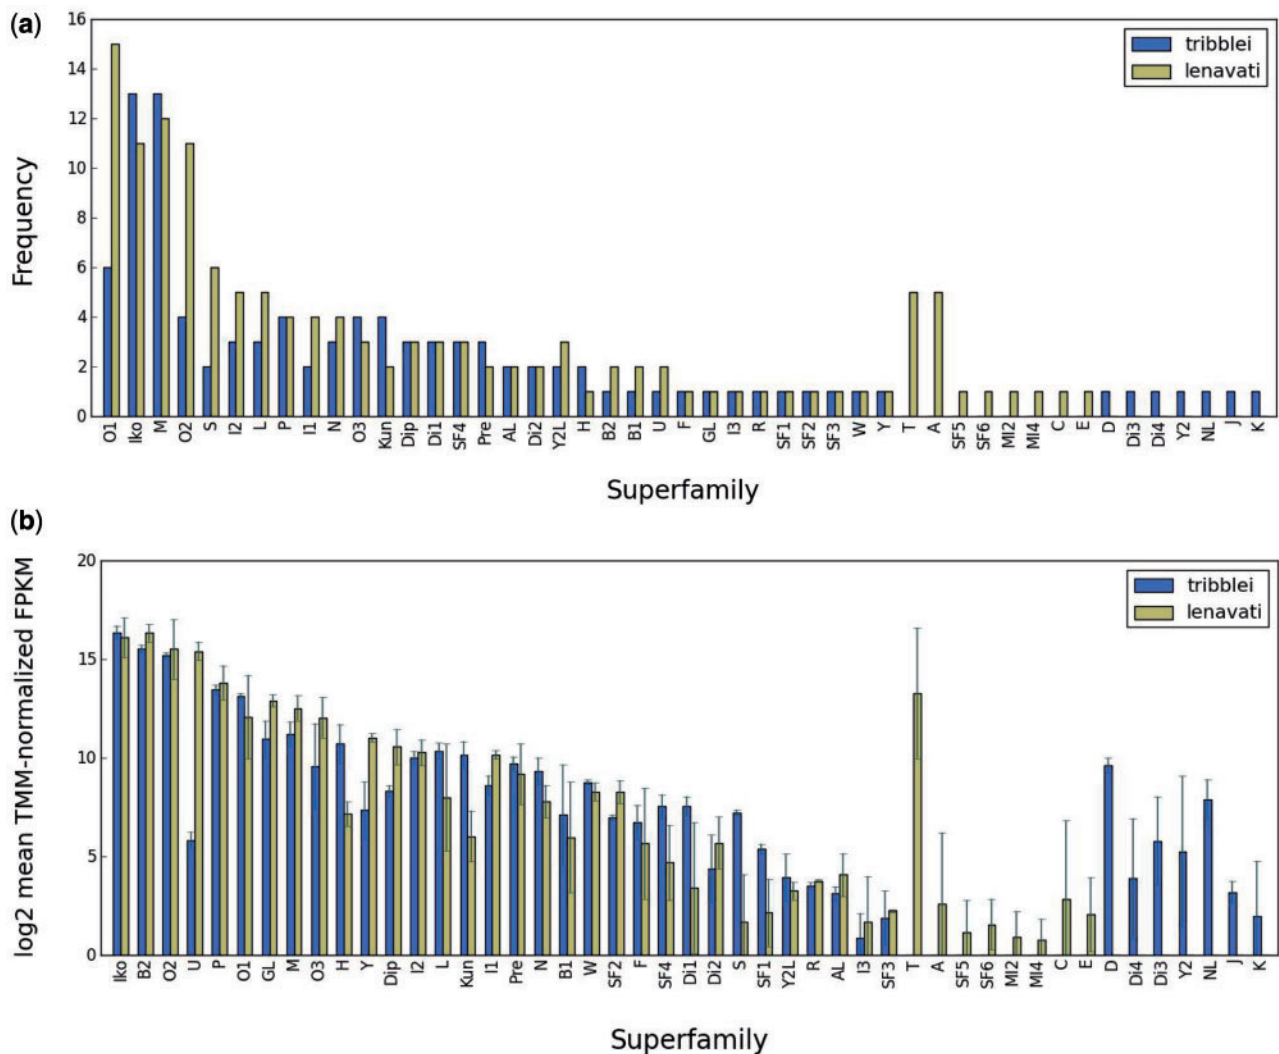 (a)
16
14
12
10
8
6
4
2
0
Frequency
tribblei
lenavati
O1 Iko M O2 S I2 L P I1 N O3 Kun Dip Di1 SF4 Pre AL Di2 Y2L H B2 B1 U F GL I3 R SF1 SF2 SF3 W Y T A SF5 SF6 MI2 MI4 C E D Di3 Di4 Y2 NL J K
Superfamily
(b)
20
15
10
5
0
log2 mean TMM-normalized FPKM
tribblei
lenavati
Iko B2 O2 U P O1 GL M O3 H Y Dip I2 L Kun I1 Pre N B1 W SF2 F SF4 Di1 Di2 S SF1 Y2L R AL I3 SF3 T A SF5 SF6 MI2 MI4 C E D Di4 Di3 Y2 NL J K
Superfamily